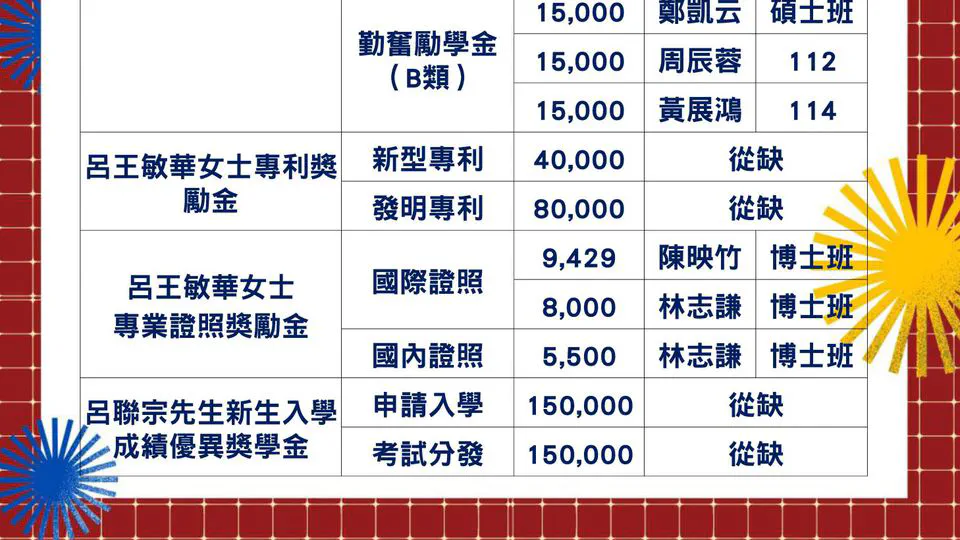 15,000 鄭凱云 碩士班
勤奮勵學金
（B類）
15,000 周辰蓉 112
15,000 黃展鴻 114
呂王敏華女士專利獎
勵金
新型專利 40,000 從缺
發明專利 80,000 從缺
呂王敏華女士
專業證照獎勵金
國際證照
9,429 陳映竹 博士班
8,000 林志謙 博士班
國內證照 5,500 林志謙 博士班
呂聯宗先生新生入學
成績優異獎學金
申請入學 150,000 從缺
考試分發 150,000 從缺